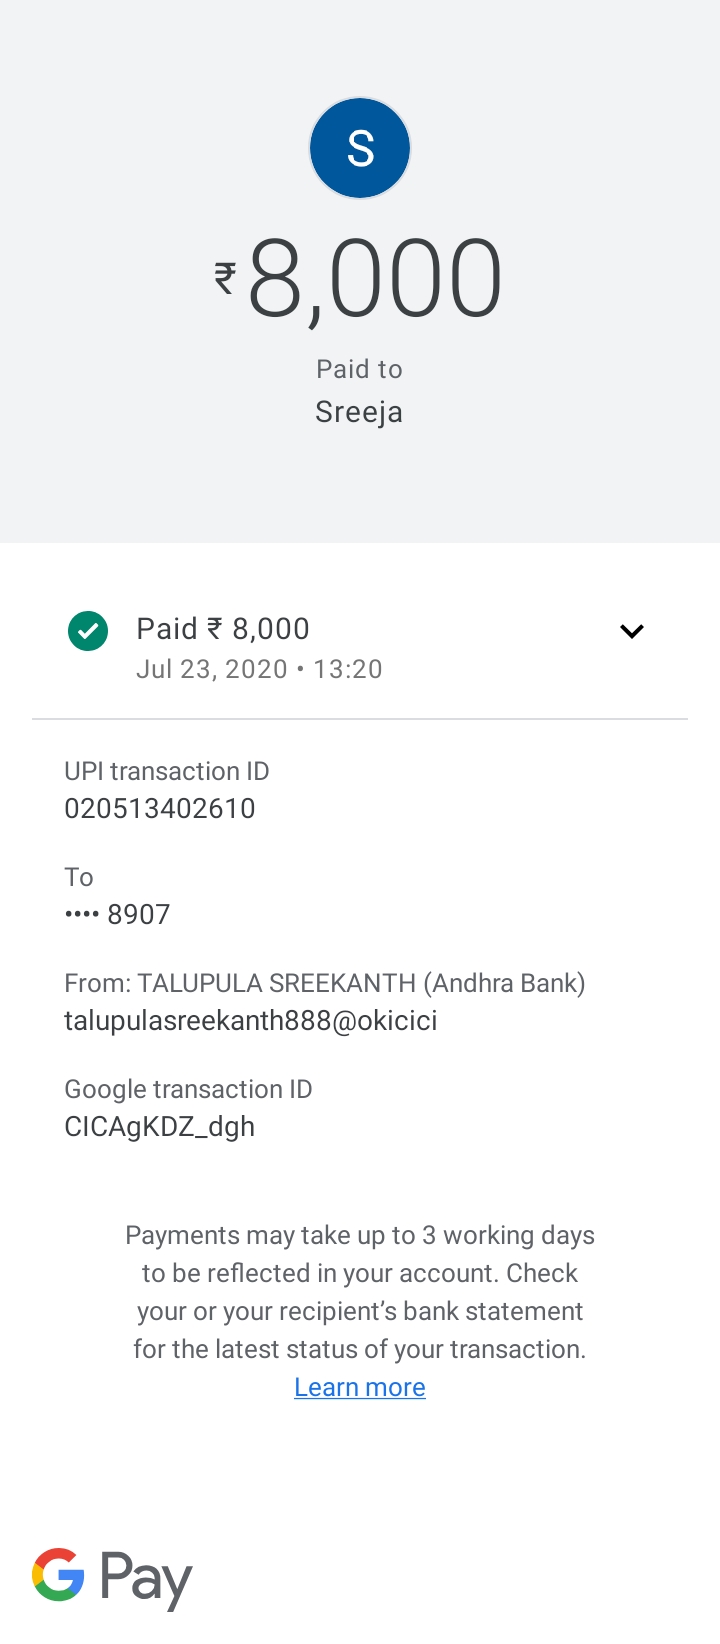 S
₹8,000
Paid to
Sreeja
Paid ₹ 8,000
Jul 23, 2020 • 13:20
UPI transaction ID
020513402610
To
•••• 8907
From: TALUPULA SREEKANTH (Andhra Bank)
talupulasreekanth888@okicici
Google transaction ID
CICAgKDZ_dgh
Payments may take up to 3 working days
to be reflected in your account. Check
your or your recipient’s bank statement
for the latest status of your transaction.
Learn more
G Pay